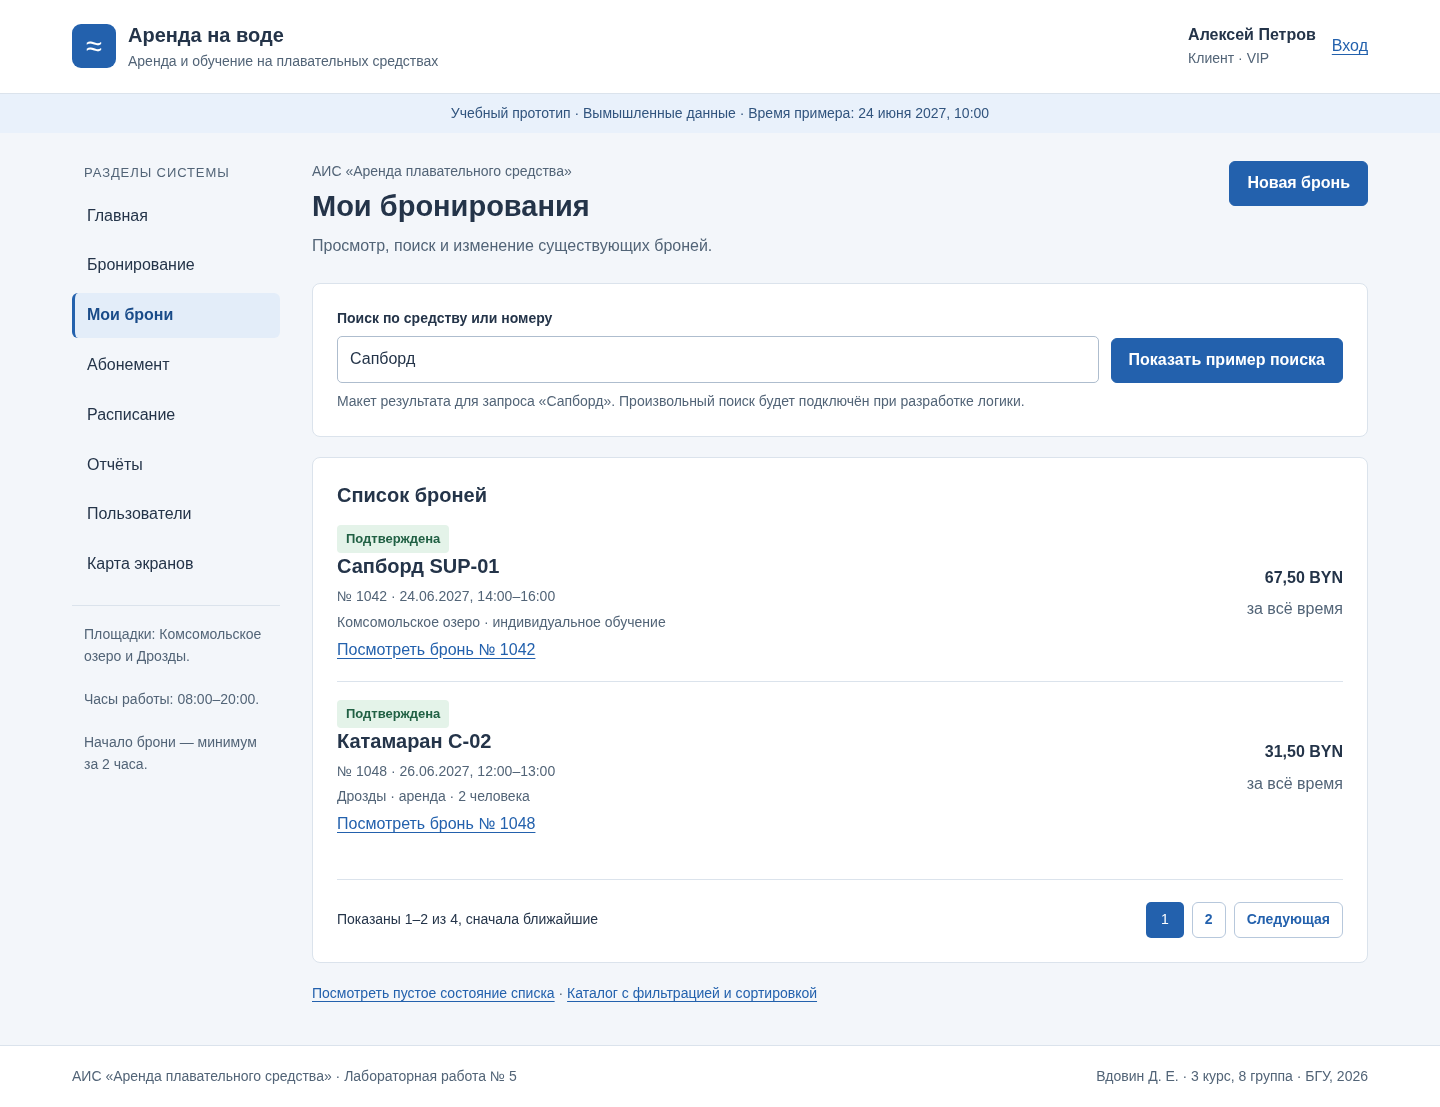 ≈
Аренда на воде
Аренда и обучение на плавательных средствах
Алексей Петров
Клиент · VIP
Вход
Учебный прототип · Вымышленные данные · Время примера: 24 июня 2027, 10:00
РАЗДЕЛЫ СИСТЕМЫ
Главная
Бронирование
Мои брони
Абонемент
Расписание
Отчёты
Пользователи
Карта экранов
Площадки: Комсомольское
озеро и Дрозды.
Часы работы: 08:00–20:00.
Начало брони — минимум
за 2 часа.
АИС «Аренда плавательного средства»
Мои бронирования
Просмотр, поиск и изменение существующих броней.
Новая бронь
Поиск по средству или номеру
Сапборд
Показать пример поиска
Макет результата для запроса «Сапборд». Произвольный поиск будет подключён при разработке логики.
Список броней
Подтверждена
Сапборд SUP-01
№ 1042 · 24.06.2027, 14:00–16:00
Комсомольское озеро · индивидуальное обучение
Посмотреть бронь № 1042
67,50 BYN
за всё время
Подтверждена
Катамаран C-02
№ 1048 · 26.06.2027, 12:00–13:00
Дрозды · аренда · 2 человека
Посмотреть бронь № 1048
31,50 BYN
за всё время
Показаны 1–2 из 4, сначала ближайшие
1
2
Следующая
Посмотреть пустое состояние списка · Каталог с фильтрацией и сортировкой
АИС «Аренда плавательного средства» · Лабораторная работа № 5
Вдовин Д. Е. · 3 курс, 8 группа · БГУ, 2026